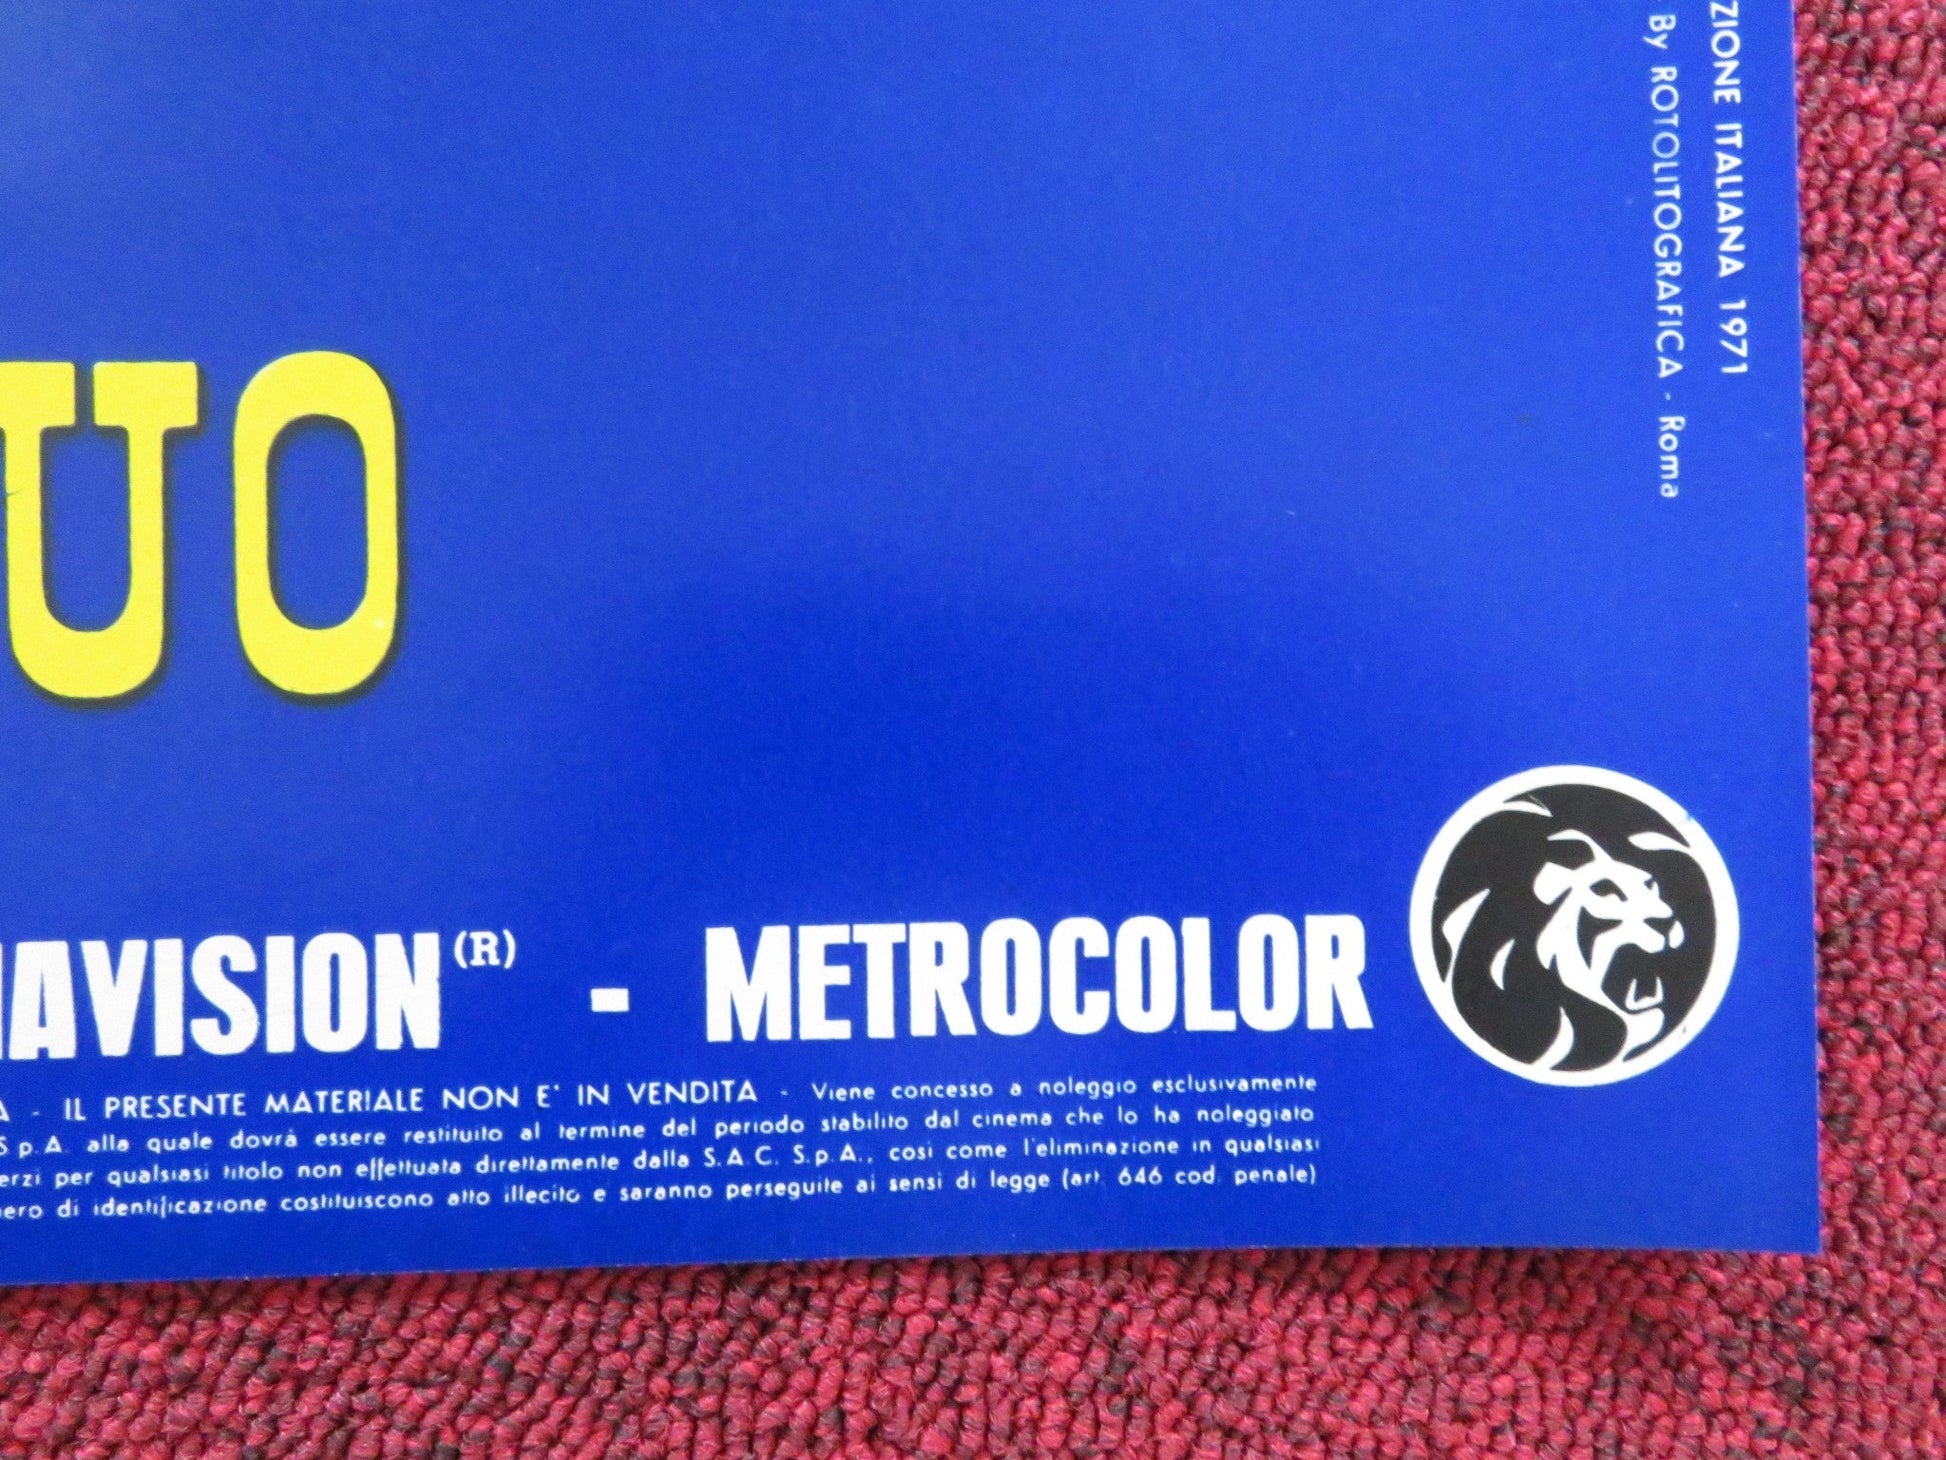 ZIONE ITALIANA 1971
By ROTOLITOGRAFICA - Roma
UO
AVISION (R) - METROCOLOR
A - IL PRESENTE MATERIALE NON E' IN VENDITA - Viene concesso a noleggio esclusivamente
S.p.A. alla quale dovrà essere restituito al termine del periodo stabilito dal cinema che lo ha noleggiato
erzi per qualsiasi titolo non effettuata direttamente dalla S.A.C. S.p.A., così come l'eliminazione in qualsiasi
ero di identificazione costituiscono atto illecito e saranno perseguite ai sensi di legge (art. 646 cod. penale)